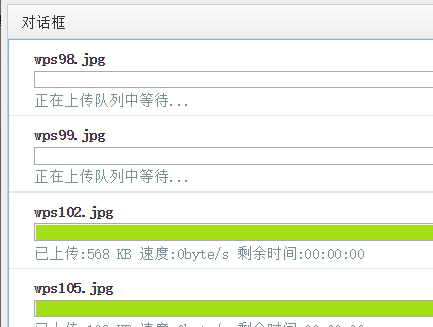 对话框
wps98.jpg
正在上传队列中等待...
wps99.jpg
正在上传队列中等待...
wps102.jpg
已上传:568 KB 速度:0byte/s 剩余时间:00:00:00
wps105.jpg